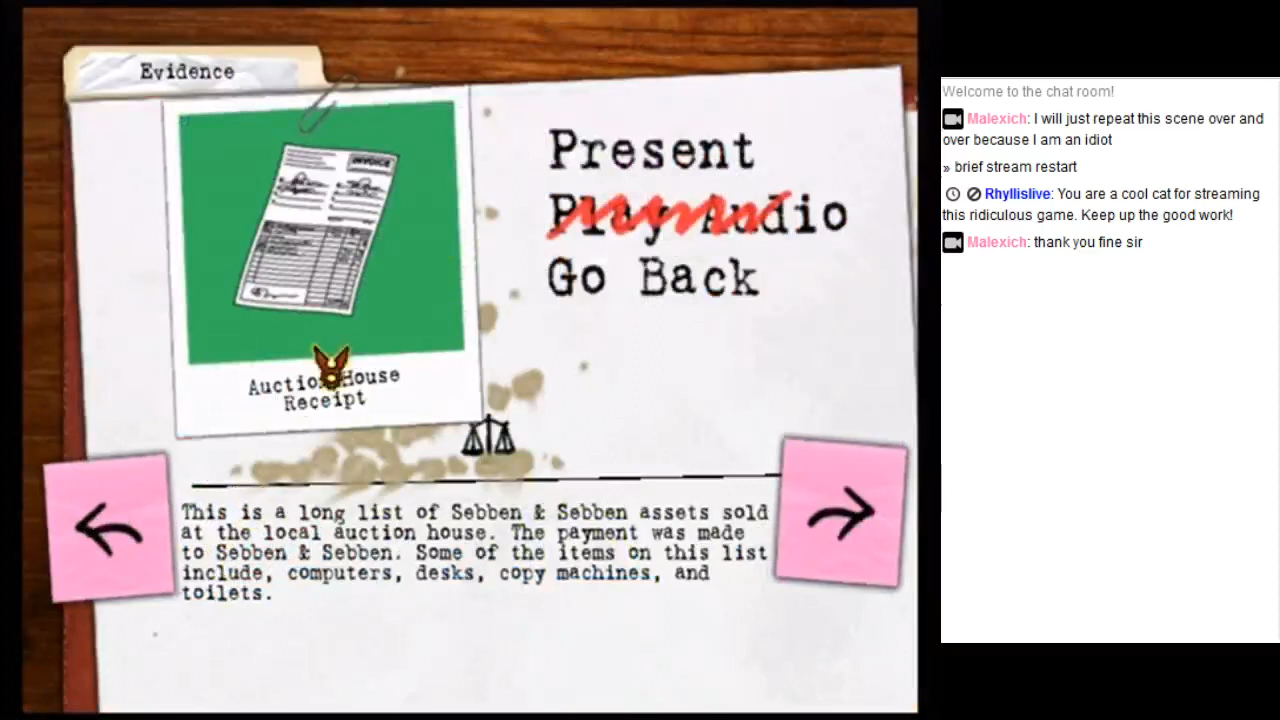 Evidence
INVOICE
Present
Play Audio
Go Back
Auction House
Receipt
This is a long list of Sebben & Sebben assets sold
at the local auction house. The payment was made
to Sebben & Sebben. Some of the items on this list
include, computers, desks, copy machines, and
toilets.
Welcome to the chat room!
Malexich: I will just repeat this scene over and
over because I am an idiot
» brief stream restart
Rhyllislive: You are a cool cat for streaming
this ridiculous game. Keep up the good work!
Malexich: thank you fine sir